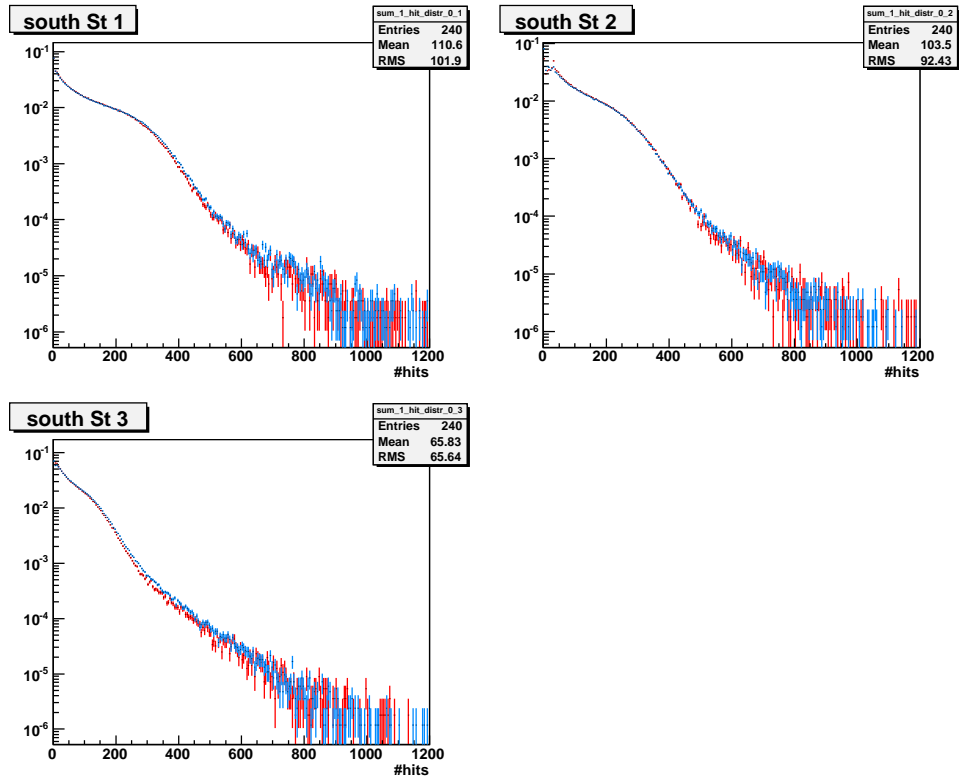 south St 1
sum_1_hit_distr_0_1
Entries 240
Mean 110.6
RMS 101.9
10^-1
10^-2
10^-3
10^-4
10^-5
10^-6
0 200 400 600 800 1000 1200
#hits
south St 2
sum_1_hit_distr_0_2
Entries 240
Mean 103.5
RMS 92.43
10^-1
10^-2
10^-3
10^-4
10^-5
10^-6
0 200 400 600 800 1000 1200
#hits
south St 3
sum_1_hit_distr_0_3
Entries 240
Mean 65.83
RMS 65.64
10^-1
10^-2
10^-3
10^-4
10^-5
10^-6
0 200 400 600 800 1000 1200
#hits